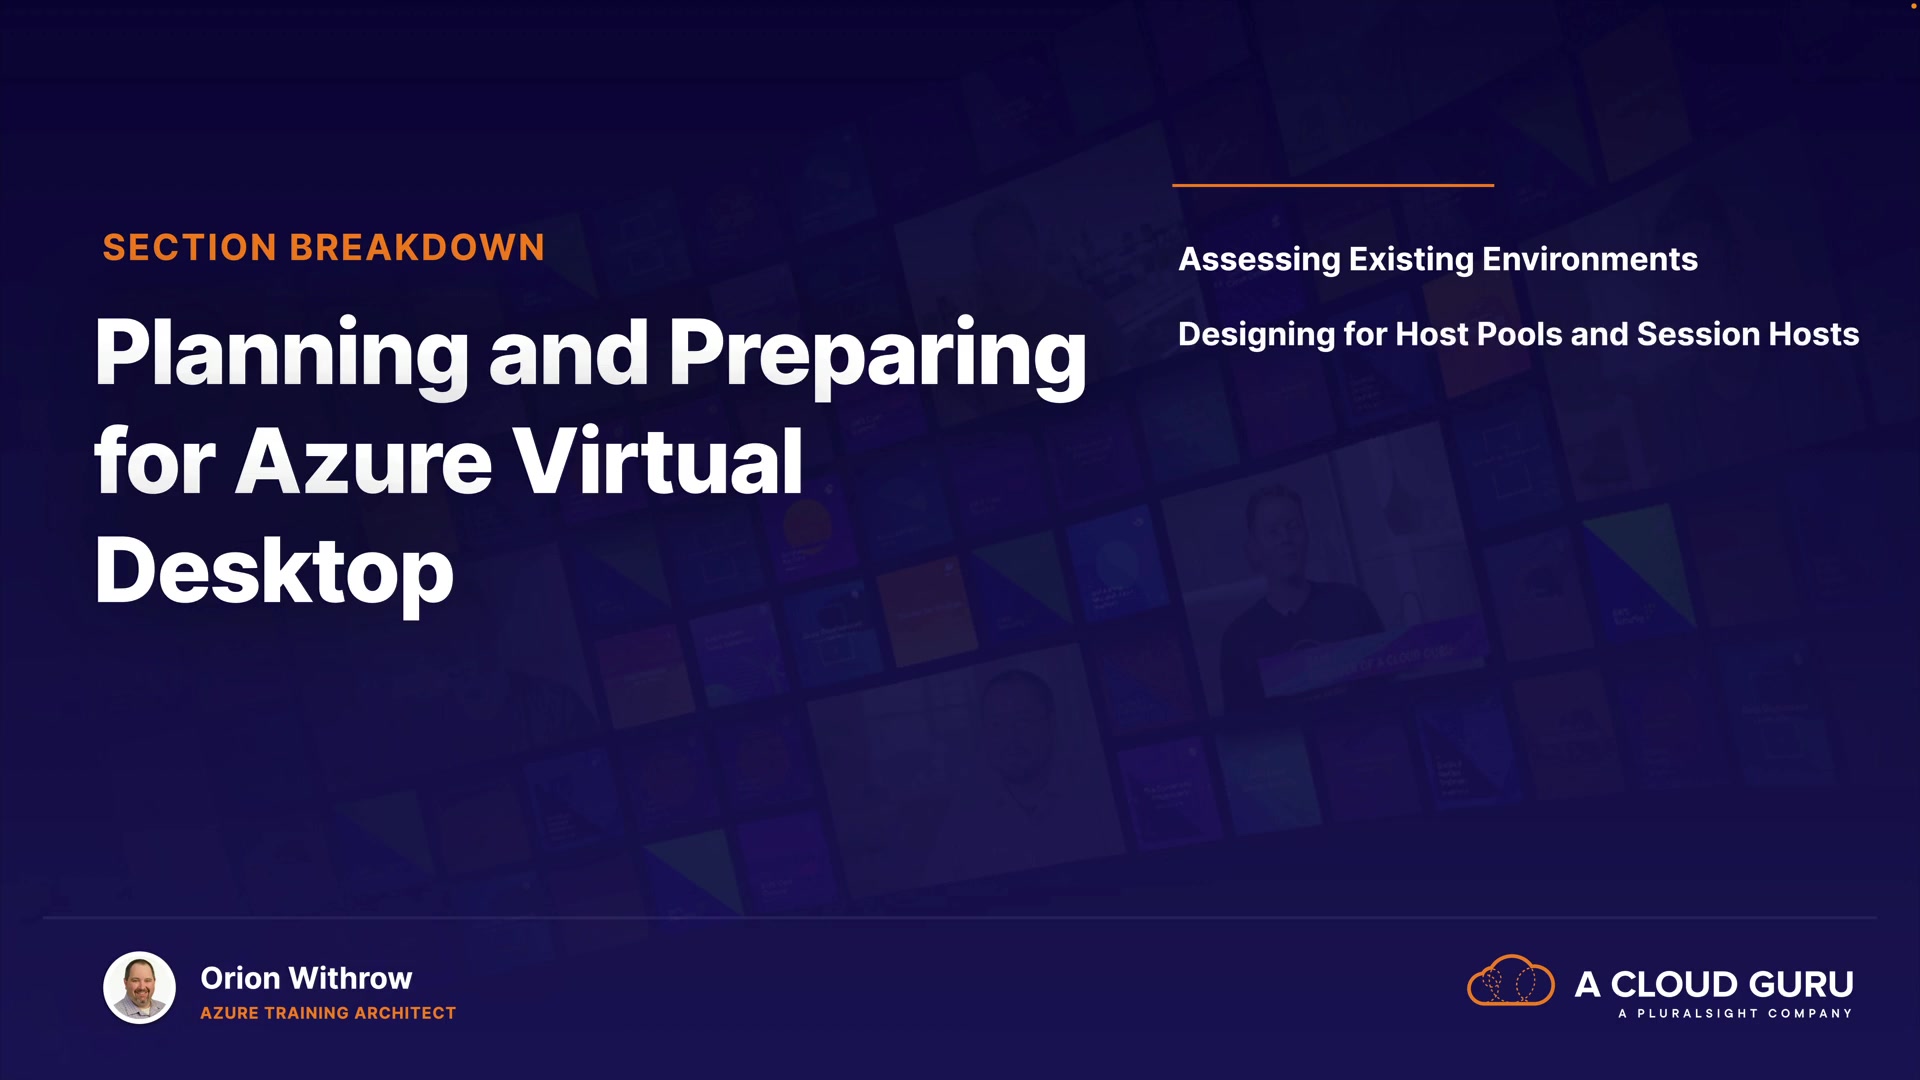 SECTION BREAKDOWN
Planning and Preparing
for Azure Virtual
Desktop
Assessing Existing Environments
Designing for Host Pools and Session Hosts
Orion Withrow
AZURE TRAINING ARCHITECT
A CLOUD GURU
A PLURALSIGHT COMPANY